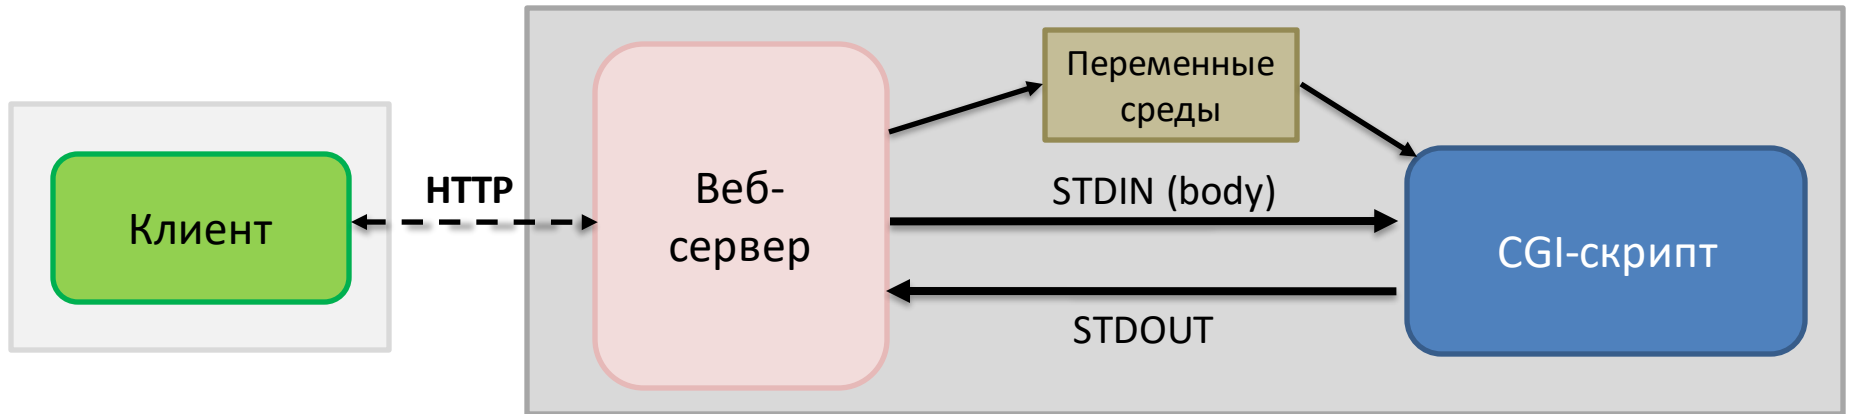 Переменные
среды
HTTP
Клиент
Веб-
сервер
STDIN (body)
CGI-скрипт
STDOUT